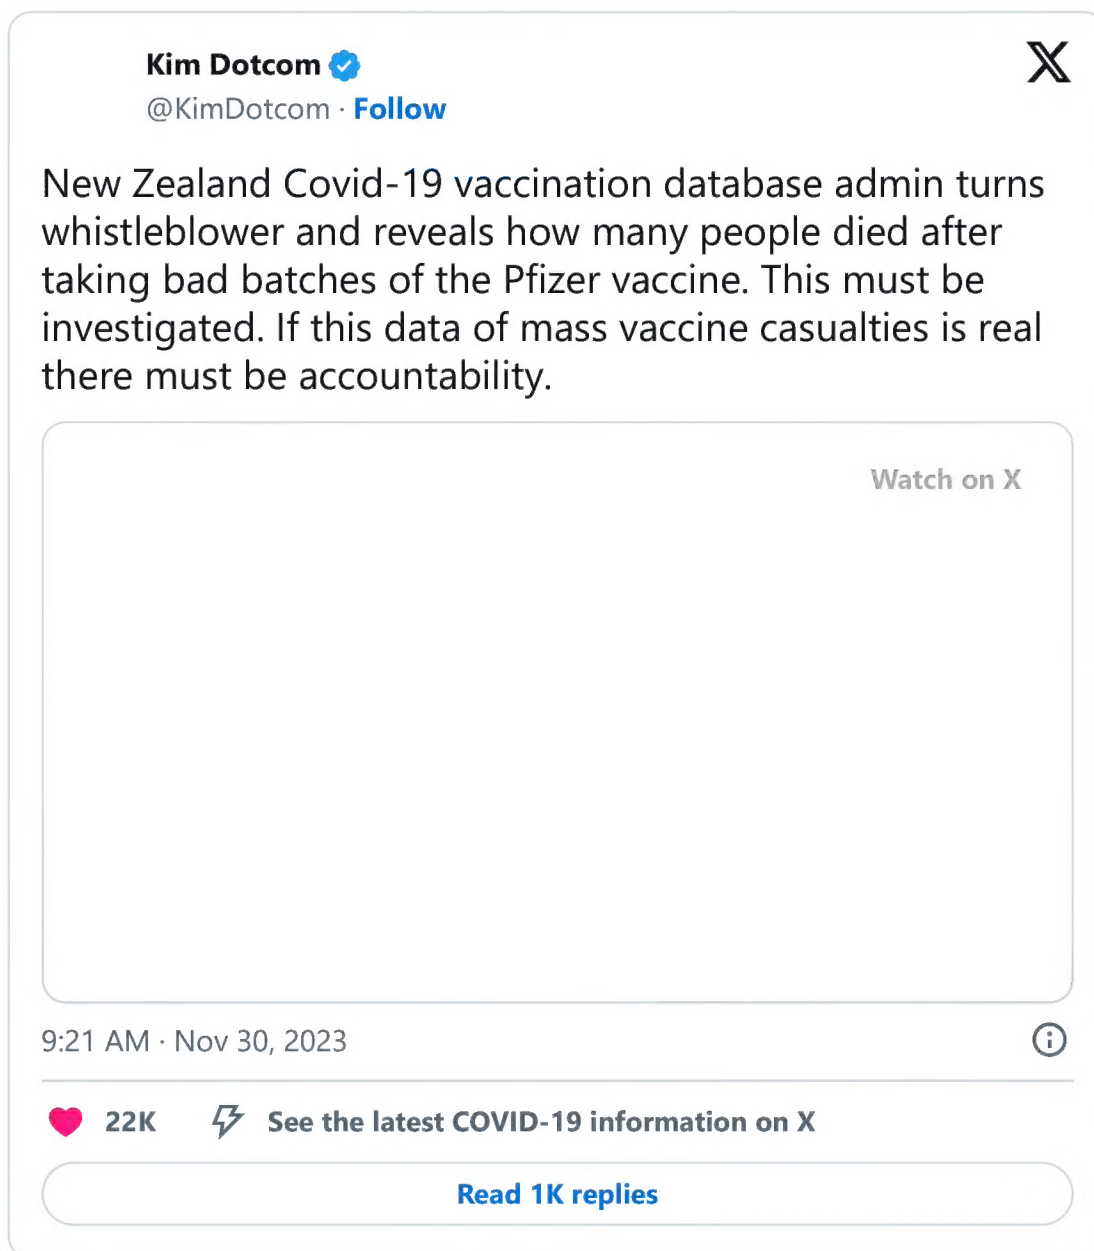 Kim Dotcom
@KimDotcom · Follow
New Zealand Covid-19 vaccination database admin turns
whistleblower and reveals how many people died after
taking bad batches of the Pfizer vaccine. This must be
investigated. If this data of mass vaccine casualties is real
there must be accountability.
Watch on X
9:21 AM · Nov 30, 2023
22K See the latest COVID-19 information on X
Read 1K replies